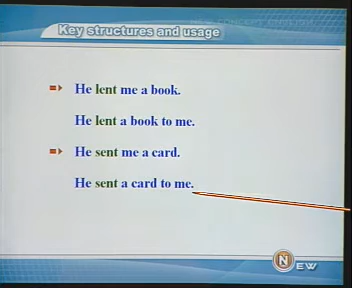 Key structures and usage
He lent me a book.
He lent a book to me.
He sent me a card.
He sent a card to me.
NEW